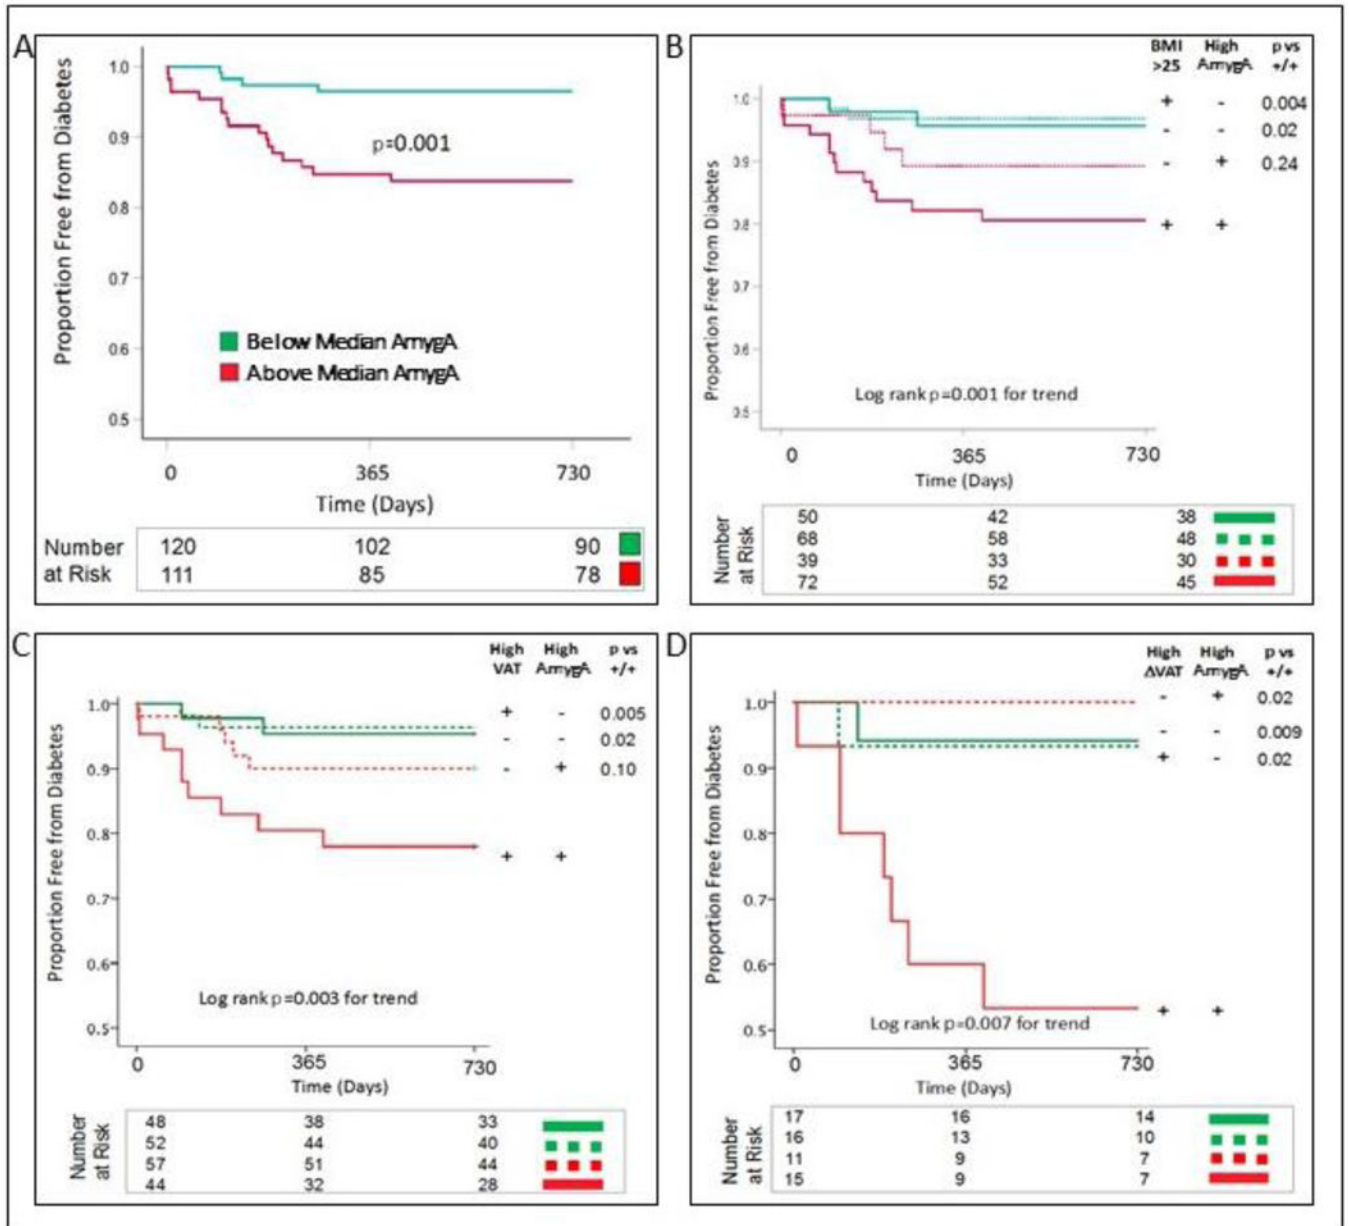 A
Proportion Free from Diabetes
1.0
0.9
0.8
0.7
0.6
0.5
p=0.001
Below Median AmygA
Above Median AmygA
0 365 730
Time (Days)
Number at Risk
120 102 90
111 85 78
B
BMI >25 High AmygA p vs +/+
+ - 0.004
- - 0.02
- + 0.24
+ +
Proportion Free from Diabetes
1.0
0.9
0.8
0.7
0.6
0.5
Log rank p=0.001 for trend
0 365 730
Time (Days)
Number at Risk
50 42 38
68 58 48
39 33 30
72 52 45
C
High VAT High AmygA p vs +/+
+ - 0.005
- - 0.02
- + 0.10
+ +
Proportion Free from Diabetes
1.0
0.9
0.8
0.7
0.6
0.5
Log rank p=0.003 for trend
0 365 730
Time (Days)
Number at Risk
48 38 33
52 44 40
57 51 44
44 32 28
D
High ΔVAT High AmygA p vs +/+
- + 0.02
- - 0.009
+ - 0.02
+ +
Proportion Free from Diabetes
1.0
0.9
0.8
0.7
0.6
0.5
Log rank p=0.007 for trend
0 365 730
Time (Days)
Number at Risk
17 16 14
16 13 10
11 9 7
15 9 7